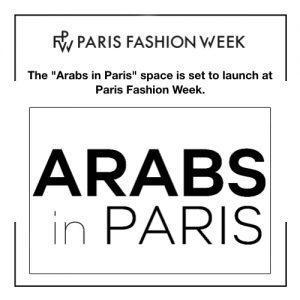 PW PARIS FASHION WEEK
The "Arabs in Paris" space is set to launch at
Paris Fashion Week.
ARABS
in PARIS